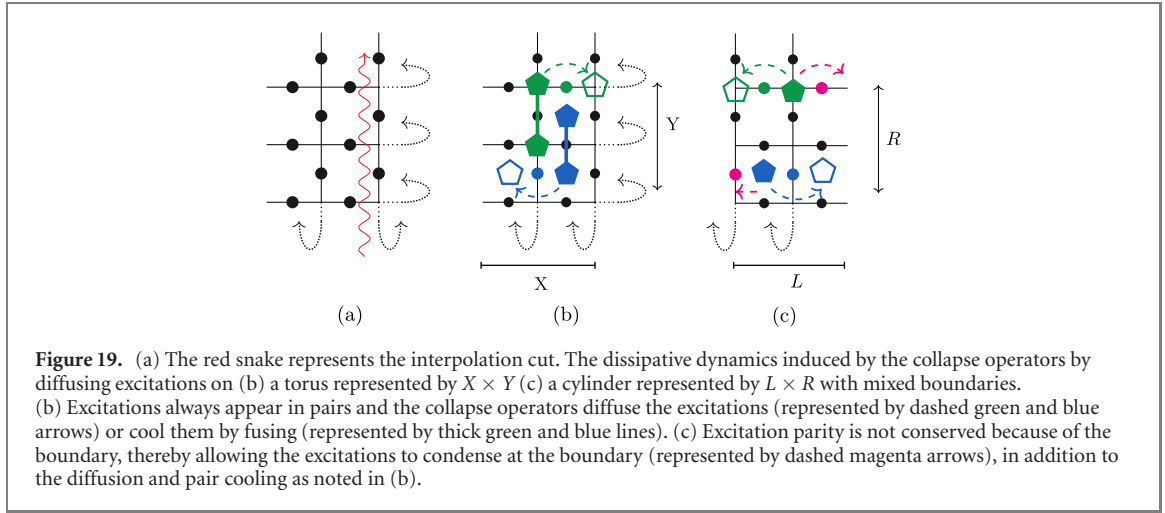 Y
R
X
L
(a)
(b)
(c)
Figure 19. (a) The red snake represents the interpolation cut. The dissipative dynamics induced by the collapse operators by
diffusing excitations on (b) a torus represented by X × Y (c) a cylinder represented by L × R with mixed boundaries.
(b) Excitations always appear in pairs and the collapse operators diffuse the excitations (represented by dashed green and blue
arrows) or cool them by fusing (represented by thick green and blue lines). (c) Excitation parity is not conserved because of the
boundary, thereby allowing the excitations to condense at the boundary (represented by dashed magenta arrows), in addition to
the diffusion and pair cooling as noted in (b).